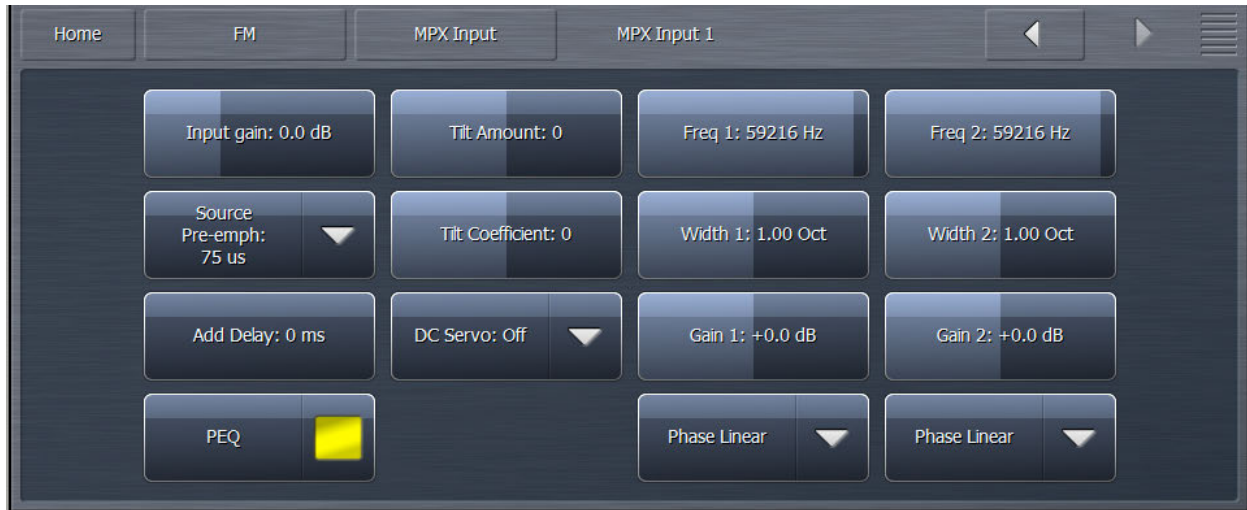 Home FM MPX Input MPX Input 1
Input gain: 0.0 dB Tilt Amount: 0 Freq 1: 59216 Hz Freq 2: 59216 Hz
Source
Pre-emph:
75 us
Tilt Coefficient: 0 Width 1: 1.00 Oct Width 2: 1.00 Oct
Add Delay: 0 ms DC Servo: Off Gain 1: +0.0 dB Gain 2: +0.0 dB
PEQ Phase Linear Phase Linear